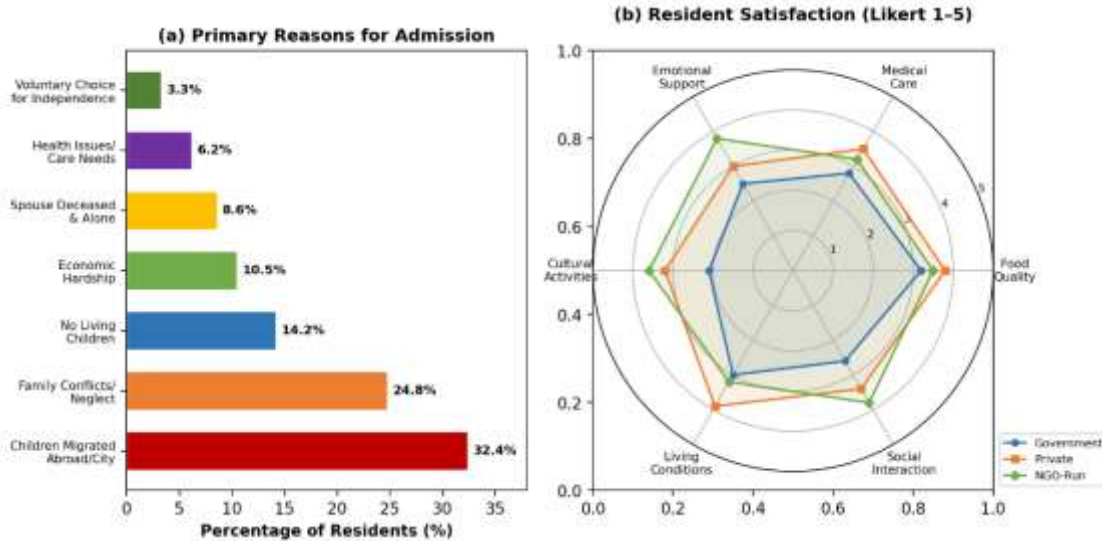 (a) Primary Reasons for Admission
Voluntary Choice
for Independence
3.3%
Health Issues/
Care Needs
6.2%
Spouse Deceased
& Alone
8.6%
Economic
Hardship
10.5%
No Living
Children
14.2%
Family Conflicts/
Neglect
24.8%
Children Migrated
Abroad/City
32.4%
0 5 10 15 20 25 30 35
Percentage of Residents (%)
(b) Resident Satisfaction (Likert 1–5)
1.0
0.8
0.6
0.4
0.2
0.0
0.0 0.2 0.4 0.6 0.8 1.0
Emotional
Support
Medical
Care
Cultural
Activities
Food
Quality
Living
Conditions
Social
Interaction
1
2
4
5
Government
Private
NGO-Run